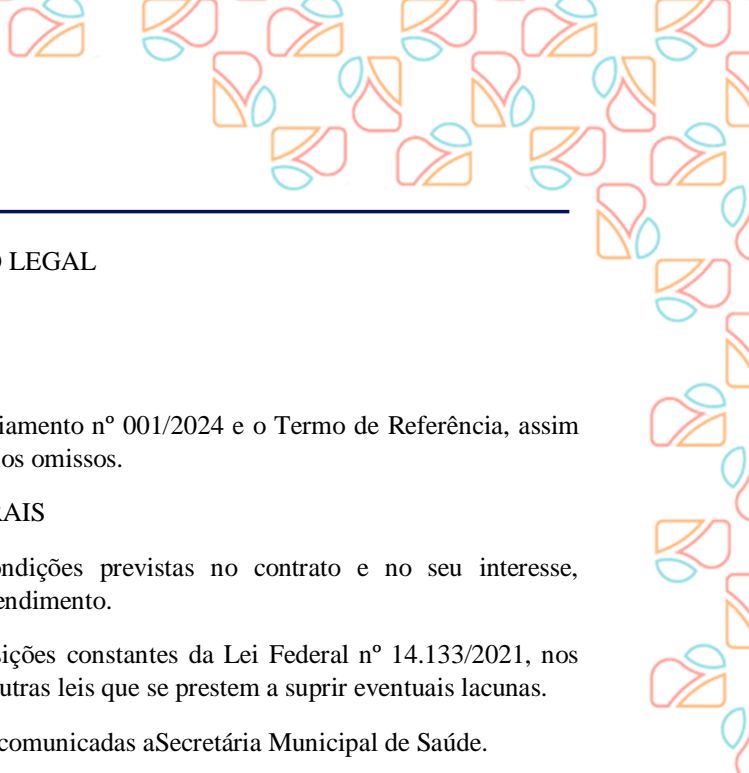 LEGAL
iamento nº 001/2024 e o Termo de Referência, assim
os omissos.
RAIS
ondições previstas no contrato e no seu interesse,
endimento.
sições constantes da Lei Federal nº 14.133/2021, nos
utras leis que se prestem a suprir eventuais lacunas.
comunicadas aSecretária Municipal de Saúde.